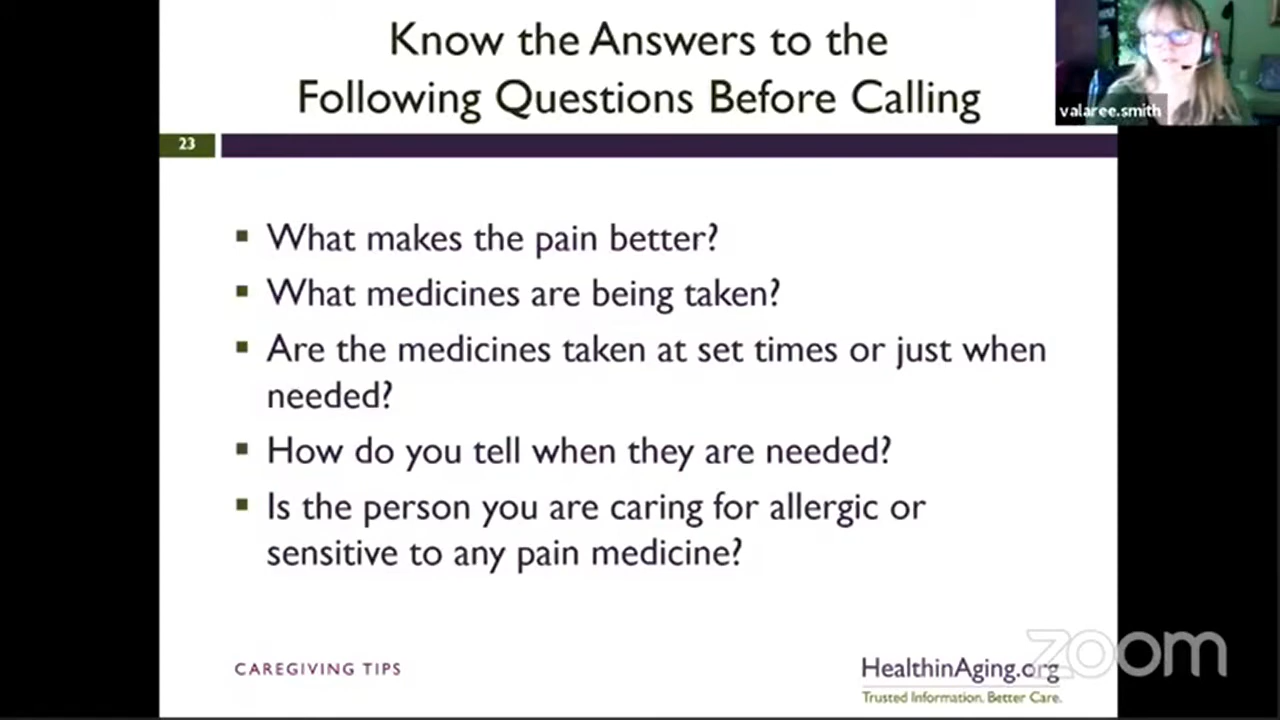 Know the Answers to the
Following Questions Before Calling
valaree.smith
23
▪ What makes the pain better?
▪ What medicines are being taken?
▪ Are the medicines taken at set times or just when
needed?
▪ How do you tell when they are needed?
▪ Is the person you are caring for allergic or
sensitive to any pain medicine?
CAREGIVING TIPS
HealthinAging.org
Trusted Information. Better Care.
zoom